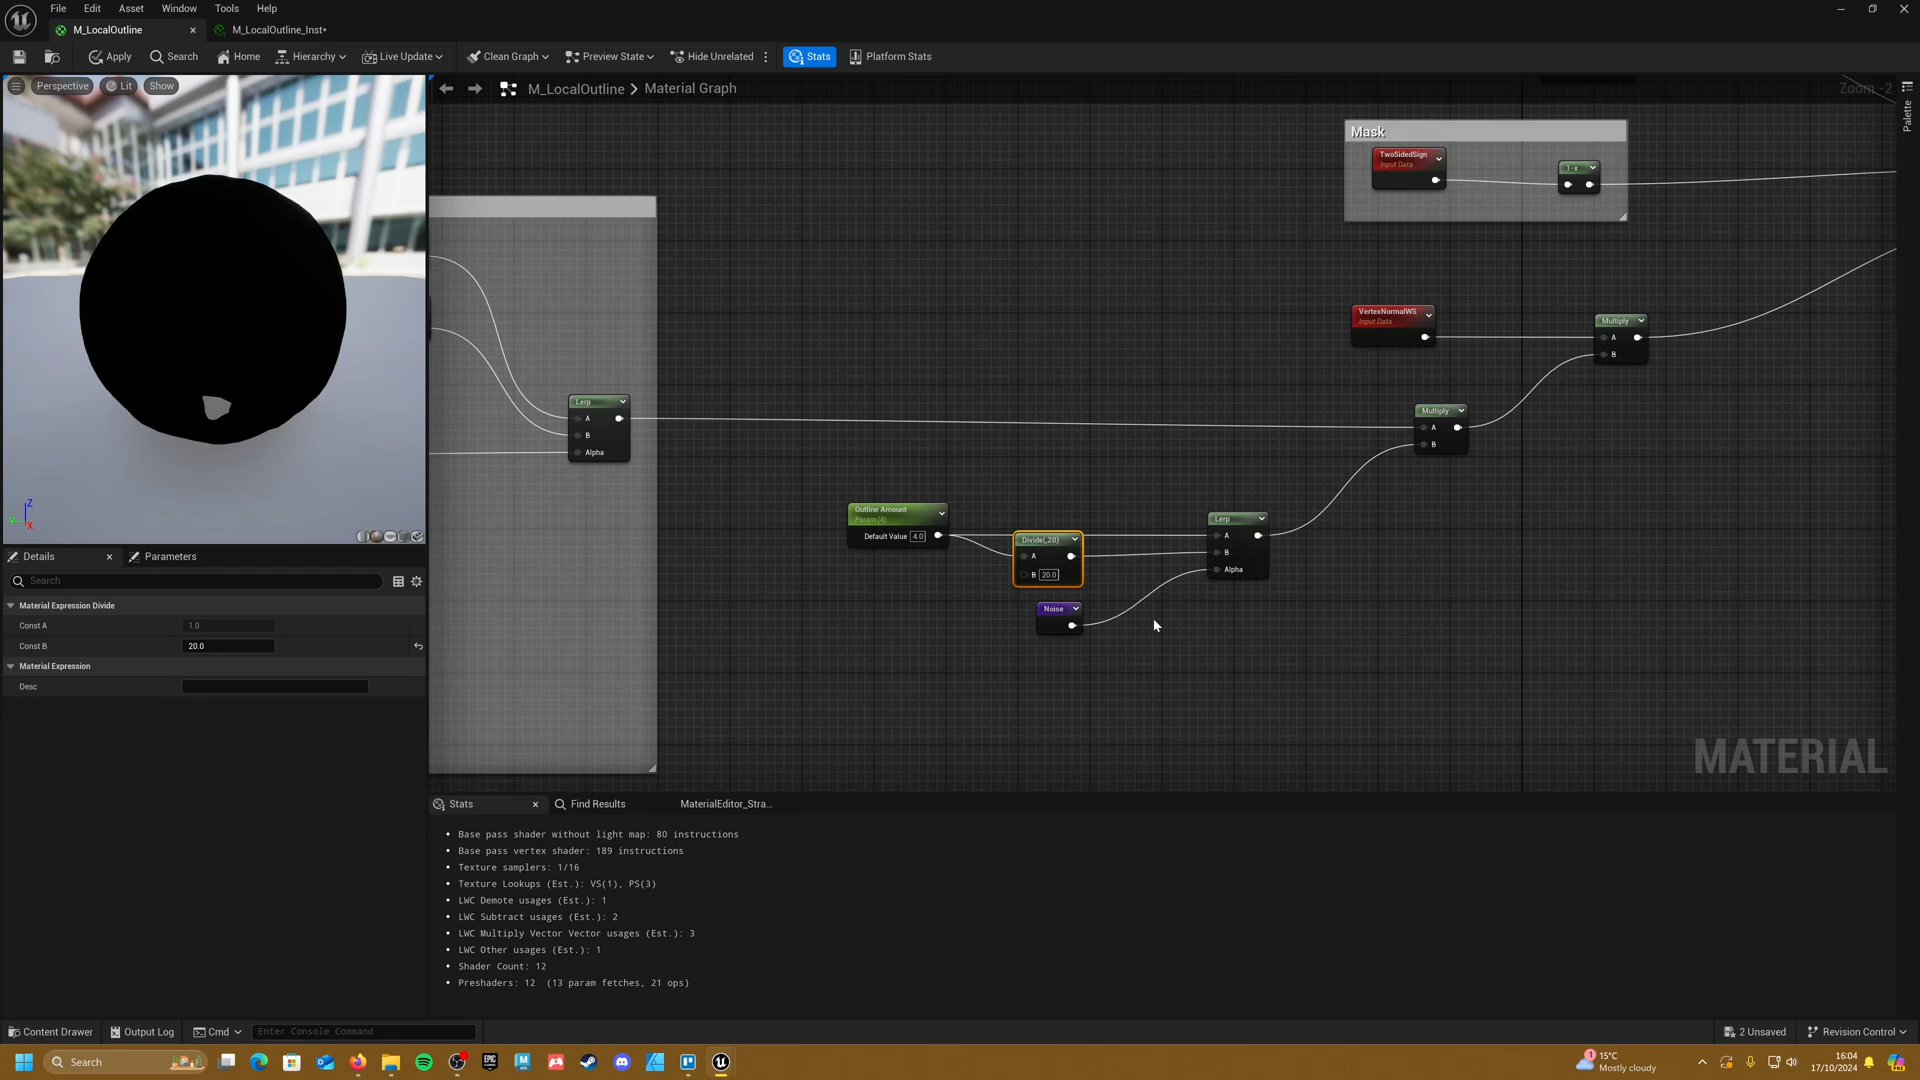 File Edit Asset Window Tools Help
M_LocalOutline
M_LocalOutline_Inst*
Apply
Search
Home
Hierarchy
Live Update
Clean Graph
Preview State
Hide Unrelated
Stats
Platform Stats
Perspective
Lit
Show
M_LocalOutline > Material Graph
Zoom -2
Palette
Mask
TwoSidedSign
Input Data
1-x
VertexNormalWS
Input Data
Multiply
A
B
Lerp
A
B
Alpha
Multiply
A
B
Outline Amount
Param (4)
Default Value 4.0
Divide(,20)
A
B 20.0
Lerp
A
B
Alpha
Noise
MATERIAL
Z
X
Details
Parameters
Search
Material Expression Divide
Const A 1.0
Const B 20.0
Material Expression
Desc
Stats
Find Results
MaterialEditor_Stra...
Base pass shader without light map: 80 instructions
Base pass vertex shader: 189 instructions
Texture samplers: 1/16
Texture Lookups (Est.): VS(1), PS(3)
LWC Demote usages (Est.): 1
LWC Subtract usages (Est.): 2
LWC Multiply Vector Vector usages (Est.): 3
LWC Other usages (Est.): 1
Shader Count: 12
Preshaders: 12 (13 param fetches, 21 ops)
Content Drawer
Output Log
Cmd
Enter Console Command
2 Unsaved
Revision Control
Search
EPIC
GAMES
M
1
15°C
Mostly cloudy
16:04
17/10/2024